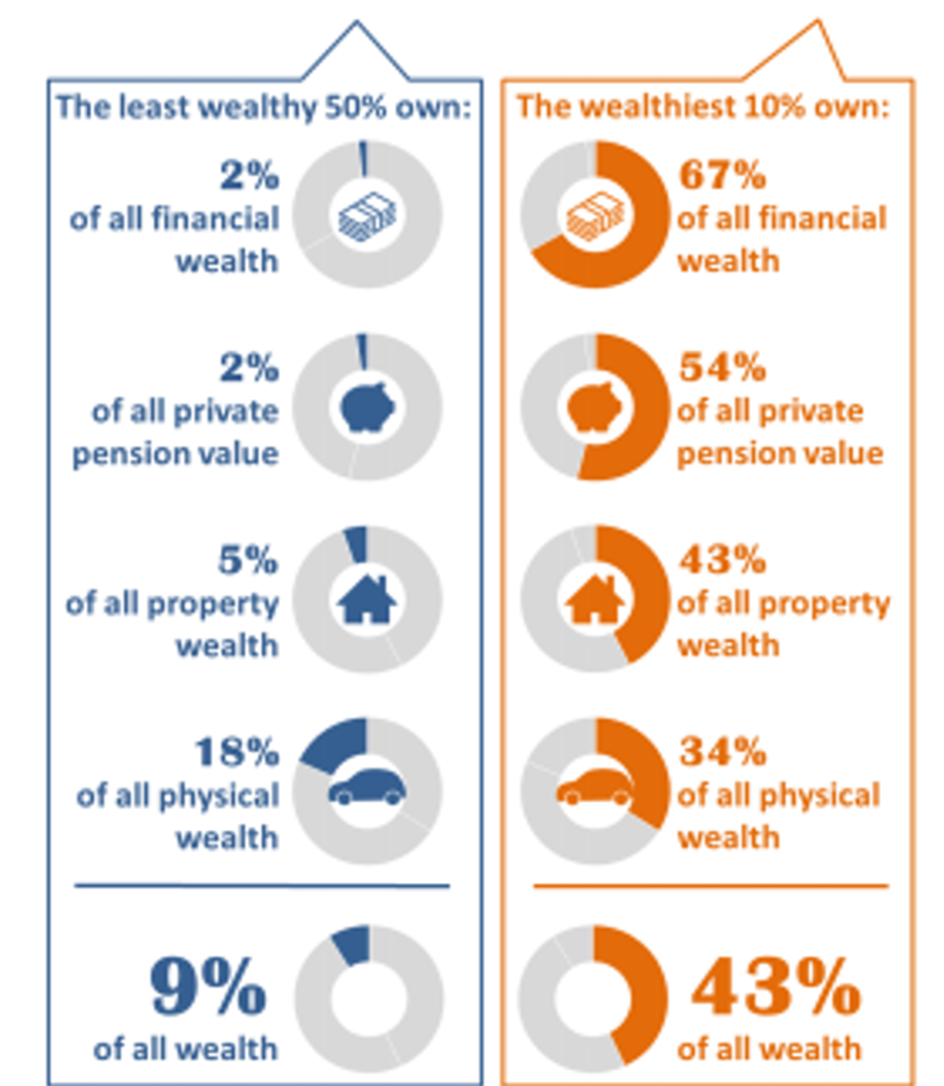 The least wealthy 50% own:
2%
of all financial
wealth
2%
of all private
pension value
5%
of all property
wealth
18%
of all physical
wealth
9%
of all wealth
The wealthiest 10% own:
67%
of all financial
wealth
54%
of all private
pension value
43%
of all property
wealth
34%
of all physical
wealth
43%
of all wealth